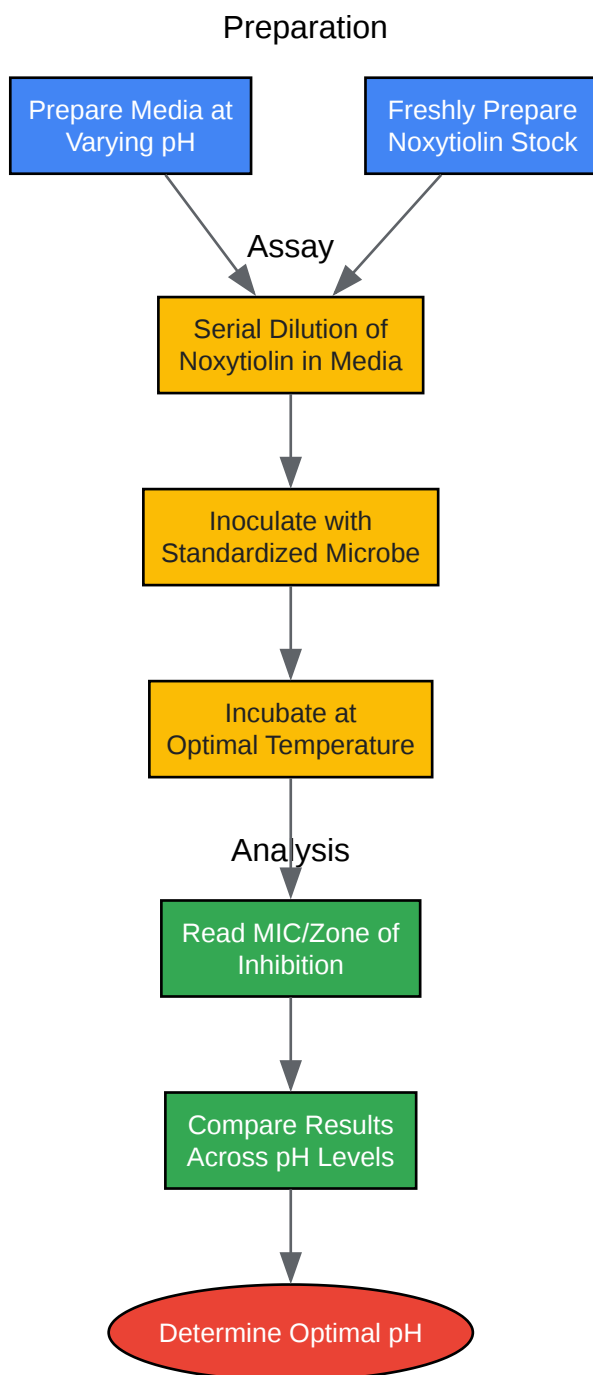 Preparation
Prepare Media at
Varying pH
Freshly Prepare
Noxytiolin Stock
Assay
Serial Dilution of
Noxytiolin in Media
Inoculate with
Standardized Microbe
Incubate at
Optimal Temperature
Analysis
Read MIC/Zone of
Inhibition
Compare Results
Across pH Levels
Determine Optimal pH